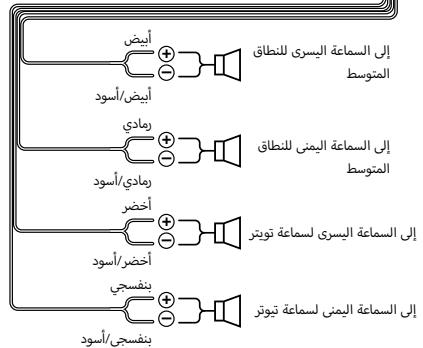 أبيض
إلى السماعة اليسرى للنطاق
المتوسط
أبيض/أسود
رمادي
إلى السماعة اليمنى للنطاق
المتوسط
رمادي/أسود
أخضر
إلى السماعة اليسرى لسماعة تويتر
أخضر/أسود
بنفسجي
إلى السماعة اليمنى لسماعة تيوتر
بنفسجي/أسود